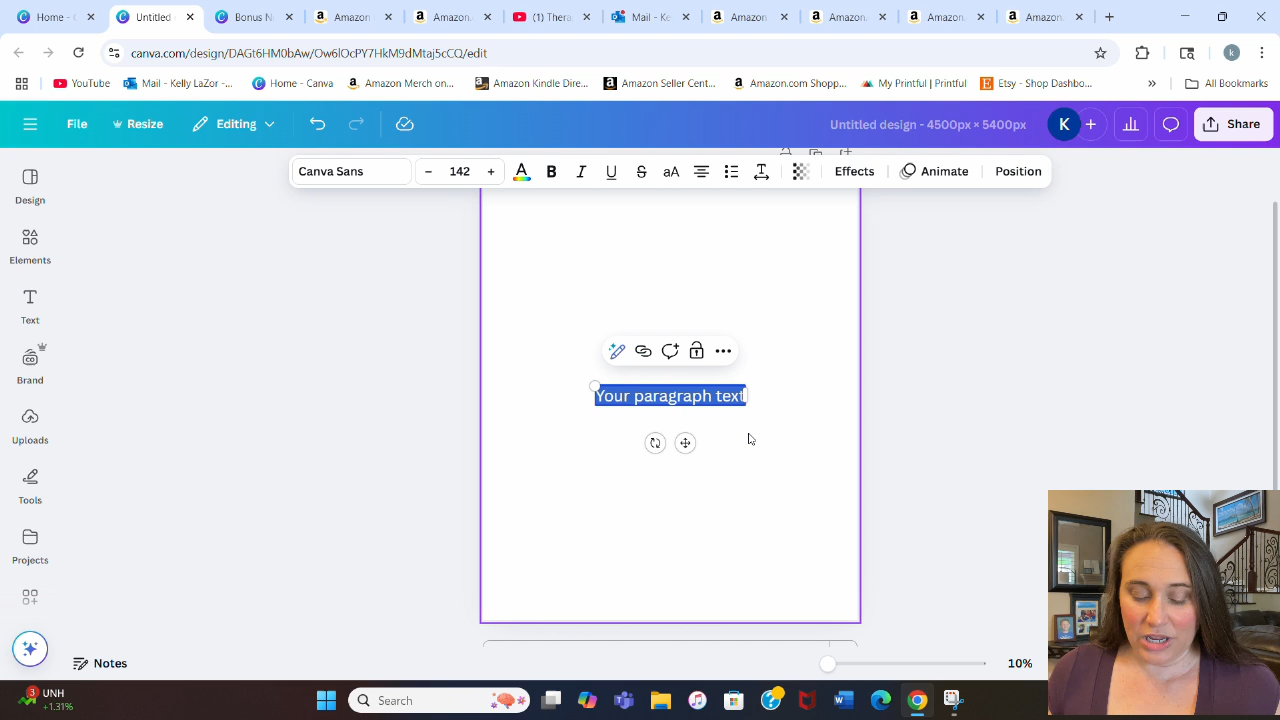 Home - C
Untitled
Bonus N
Amazon
Amazon.
(1) Thera
Mail - Ke
Amazon
Amazon.
Amazon
Amazon.
canva.com/design/DAGt6HM0bAw/Ow6lOcPY7HkM9dMtaj5cCQ/edit
k
YouTube
Mail - Kelly LaZor -...
Home - Canva
Amazon Merch on...
Amazon Kindle Dire...
Amazon Seller Cent...
Amazon.com Shopp...
My Printful | Printful
Etsy - Shop Dashbo...
»
All Bookmarks
File
Resize
Editing
Untitled design - 4500px × 5400px
K
+
Share
Canva Sans
– 142 +
A
B
I
U
S
aA
T
Effects
Animate
Position
Design
Elements
Text
Brand
Uploads
Tools
Projects
Your paragraph text
Notes
10%
3
UNH
+1.31%
Search